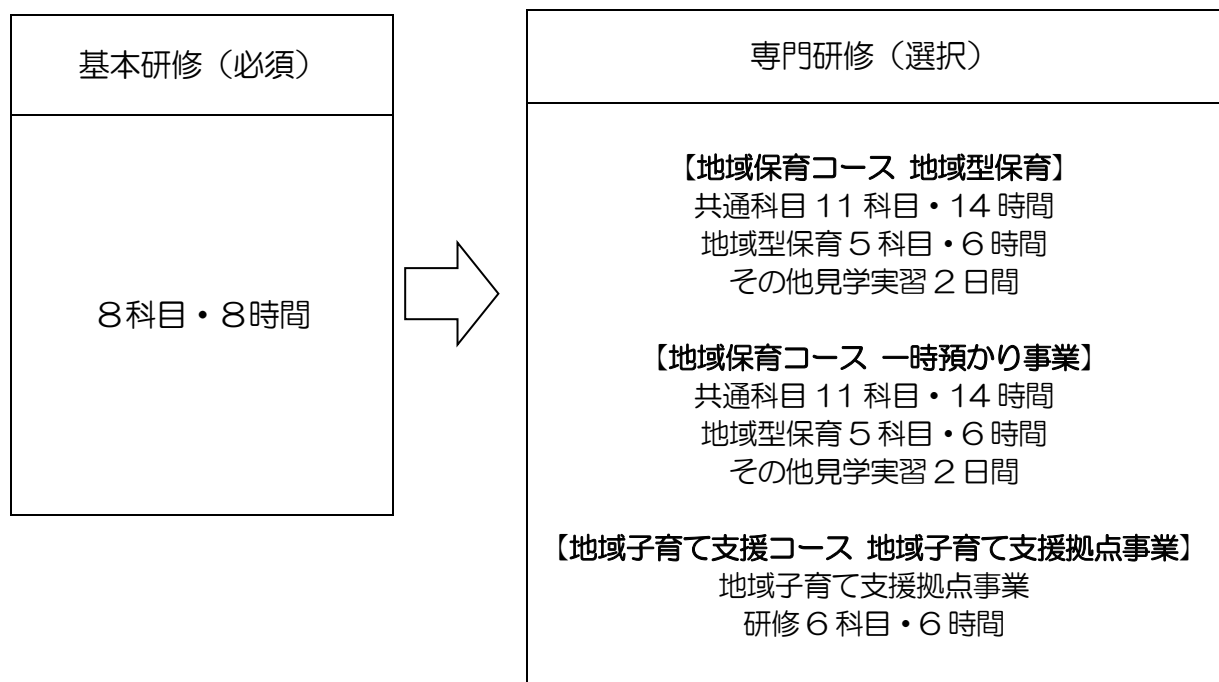 基本研修（必須）
8科目・8時間
専門研修（選択）
【地域保育コース 地域型保育】
共通科目 11 科目・14 時間
地域型保育 5 科目・6 時間
その他見学実習 2 日間
【地域保育コース 一時預かり事業】
共通科目 11 科目・14 時間
地域型保育 5 科目・6 時間
その他見学実習 2 日間
【地域子育て支援コース 地域子育て支援拠点事業】
地域子育て支援拠点事業
研修 6 科目・6 時間